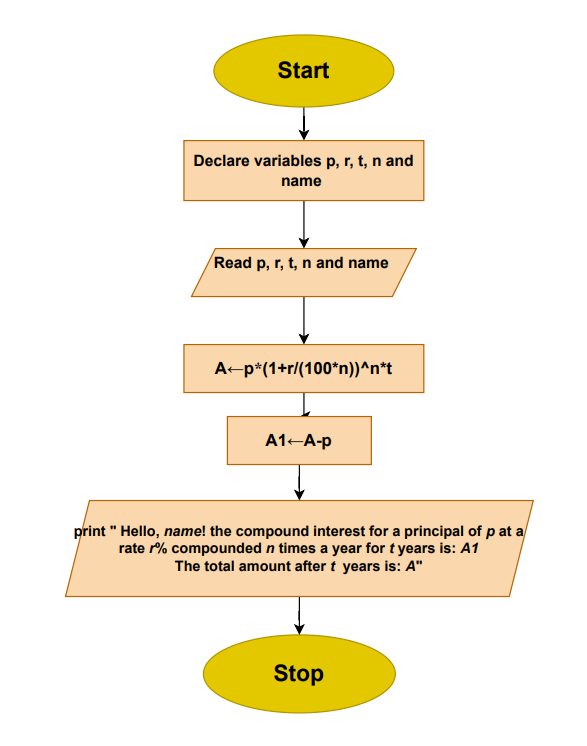 Start
Declare variables p, r, t, n and
name
Read p, r, t, n and name
A←p*(1+r/(100*n))^n*t
A1←A-p
print " Hello, name! the compound interest for a principal of p at a
rate r% compounded n times a year for t years is: A1
The total amount after t  years is: A"
Stop